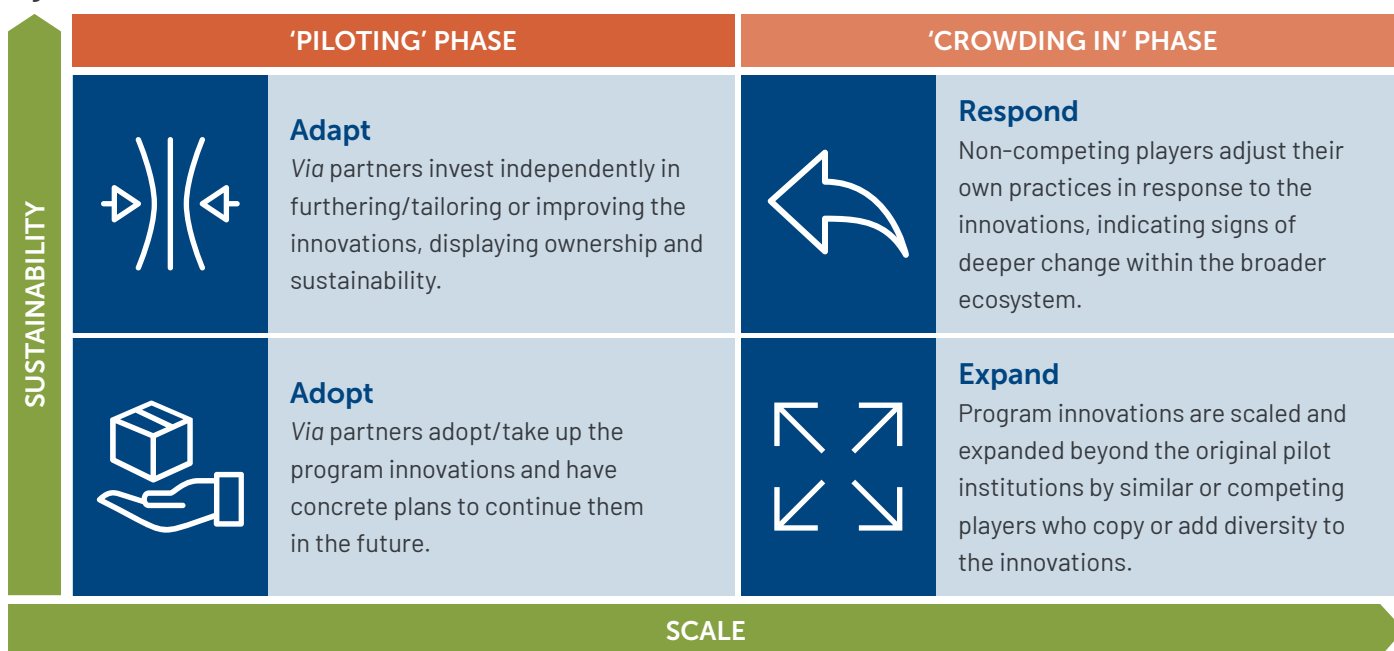 'PILOTING' PHASE
'CROWDING IN' PHASE
SUSTAINABILITY
Adapt
Via partners invest independently in
furthering/tailoring or improving the
innovations, displaying ownership and
sustainability.
Respond
Non-competing players adjust their
own practices in response to the
innovations, indicating signs of
deeper change within the broader
ecosystem.
Adopt
Via partners adopt/take up the
program innovations and have
concrete plans to continue them
in the future.
Expand
Program innovations are scaled and
expanded beyond the original pilot
institutions by similar or competing
players who copy or add diversity to
the innovations.
SCALE